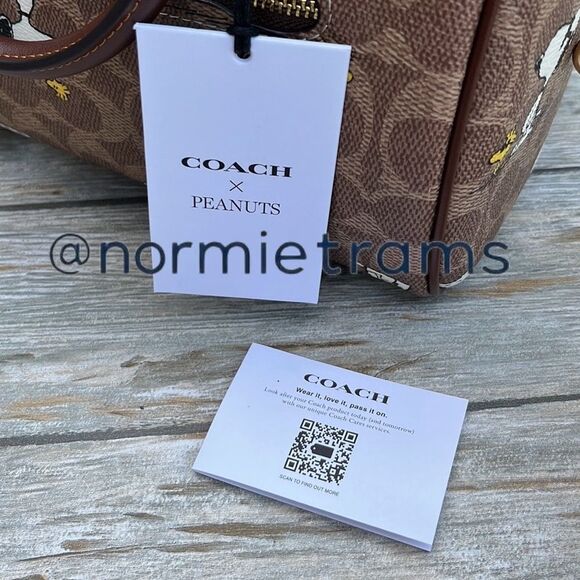 COACH
×
PEANUTS
@normietrams
COACH
Wear it, love it, pass it on.
Look after your Coach product today (and tomorrow)
with our unique Coach Cares services.
SCAN TO FIND OUT MORE